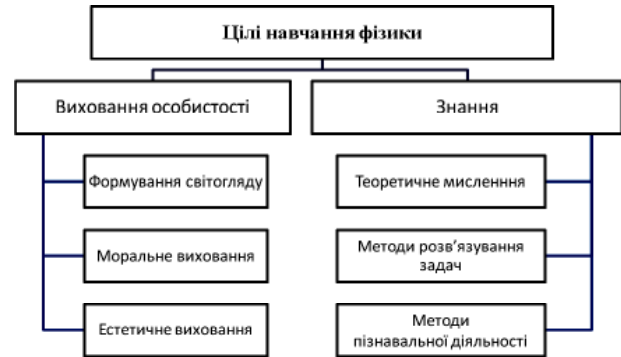 Цілі навчання фізики
Виховання особистості
Знання
Формування світогляду
Теоретичне мисленння
Моральне виховання
Методи розв’язування
задач
Естетичне виховання
Методи
пізнавальної діяльності